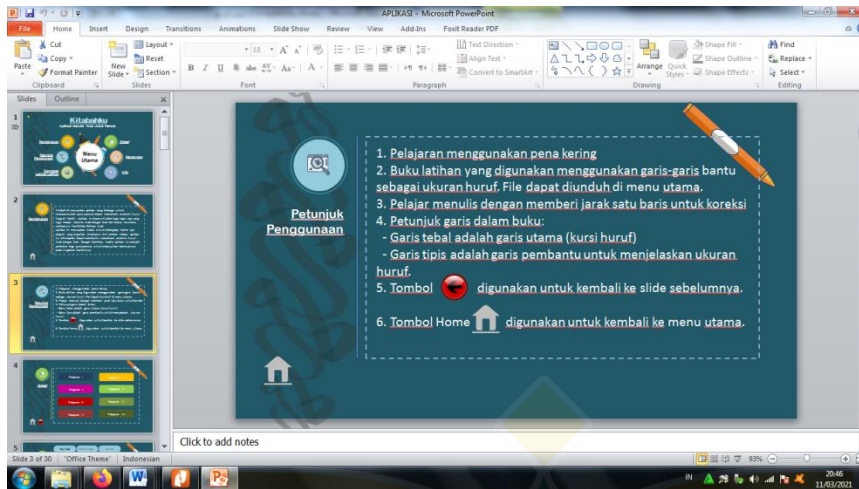 APLIKASI - Microsoft PowerPoint
File Home Insert Design Transitions Animations Slide Show Review View Add-Ins Foxit Reader PDF
Paste
Cut
Copy
Format Painter
Clipboard
New Slide
Layout
Reset
Section
Slides
18
Font
Paragraph
Text Direction
Align Text
Convert to SmartArt
Arrange
Quick Styles
Shape Fill
Shape Outline
Shape Effects
Drawing
Find
Replace
Select
Editing
Slides Outline
1
Kitabahku
Menu Utama
2
3
4
5
Petunjuk
Penggunaan
1. Pelajaran menggunakan pena kering
2. Buku latihan yang digunakan menggunakan garis-garis bantu
sebagai ukuran huruf. File dapat diunduh di menu utama.
3. Pelajar menulis dengan memberi jarak satu baris untuk koreksi
4. Petunjuk garis dalam buku:
- Garis tebal adalah garis utama (kursi huruf)
- Garis tipis adalah garis pembantu untuk menjelaskan ukuran
huruf.
5. Tombol digunakan untuk kembali ke slide sebelumnya.
6. Tombol Home digunakan untuk kembali ke menu utama.
Click to add notes
Slide 3 of 30 "Office Theme" Indonesian
93%
IN
20:46
11/03/2021